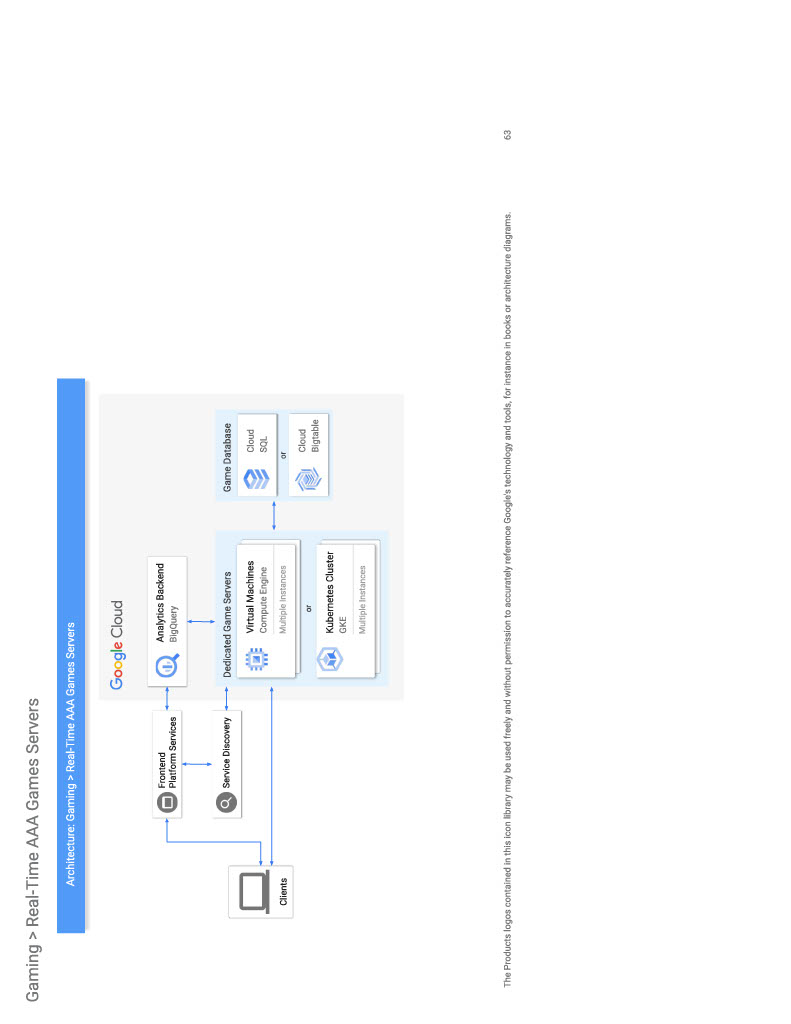 Gaming > Real-Time AAA Games Servers
Architecture: Gaming > Real-Time AAA Games Servers
Google Cloud
Frontend
Platform Services
Analytics Backend
BigQuery
Service Discovery
Clients
Dedicated Game Servers
Virtual Machines
Compute Engine
Multiple Instances
or
Kubernetes Cluster
GKE
Multiple Instances
Game Database
Cloud
SQL
or
Cloud
Bigtable
The Products logos contained in this icon library may be used freely and without permission to accurately reference Google's technology and tools, for instance in books or architecture diagrams.
63